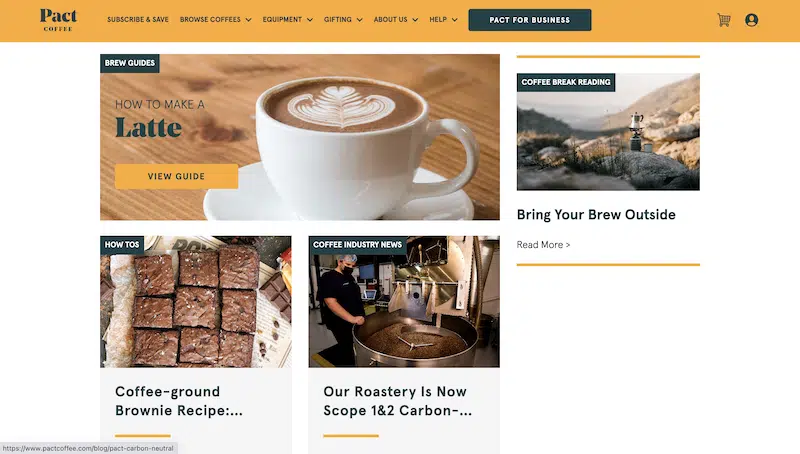 Pact
COFFEE
SUBSCRIBE & SAVE
BROWSE COFFEES
EQUIPMENT
GIFTING
ABOUT US
HELP
PACT FOR BUSINESS
BREW GUIDES
HOW TO MAKE A
Latte
VIEW GUIDE
COFFEE BREAK READING
Bring Your Brew Outside
Read More >
HOW TOS
COFFEE INDUSTRY NEWS
Coffee-ground
Brownie Recipe:...
Our Roastery Is Now
Scope 1&2 Carbon-...
https://www.pactcoffee.com/blog/pact-carbon-neutral